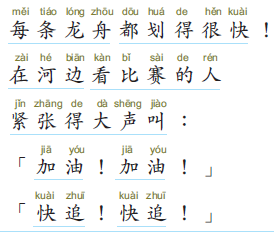 měi tiáo lóng zhōu dōu huá de hěn kuài
每条龙舟都划得很快！
zài hé biān kàn bǐ sài de rén
在河边看比赛的人
jǐn zhāng de dà shēng jiào
紧张得大声叫：
jiā yóu jiā yóu
「加油！加油！」
kuài zhuī kuài zhuī
「快追！快追！」